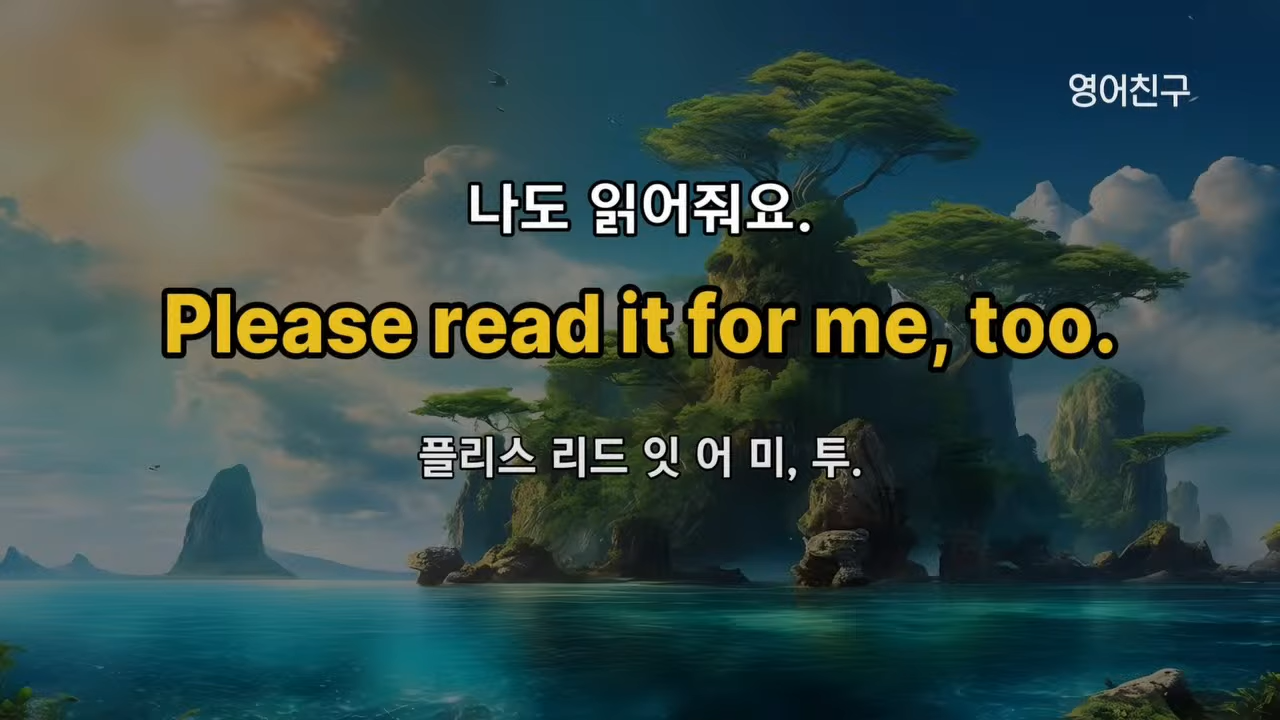 영어친구
나도 읽어줘요.
Please read it for me, too.
플리스 리드 잇 어 미, 투.